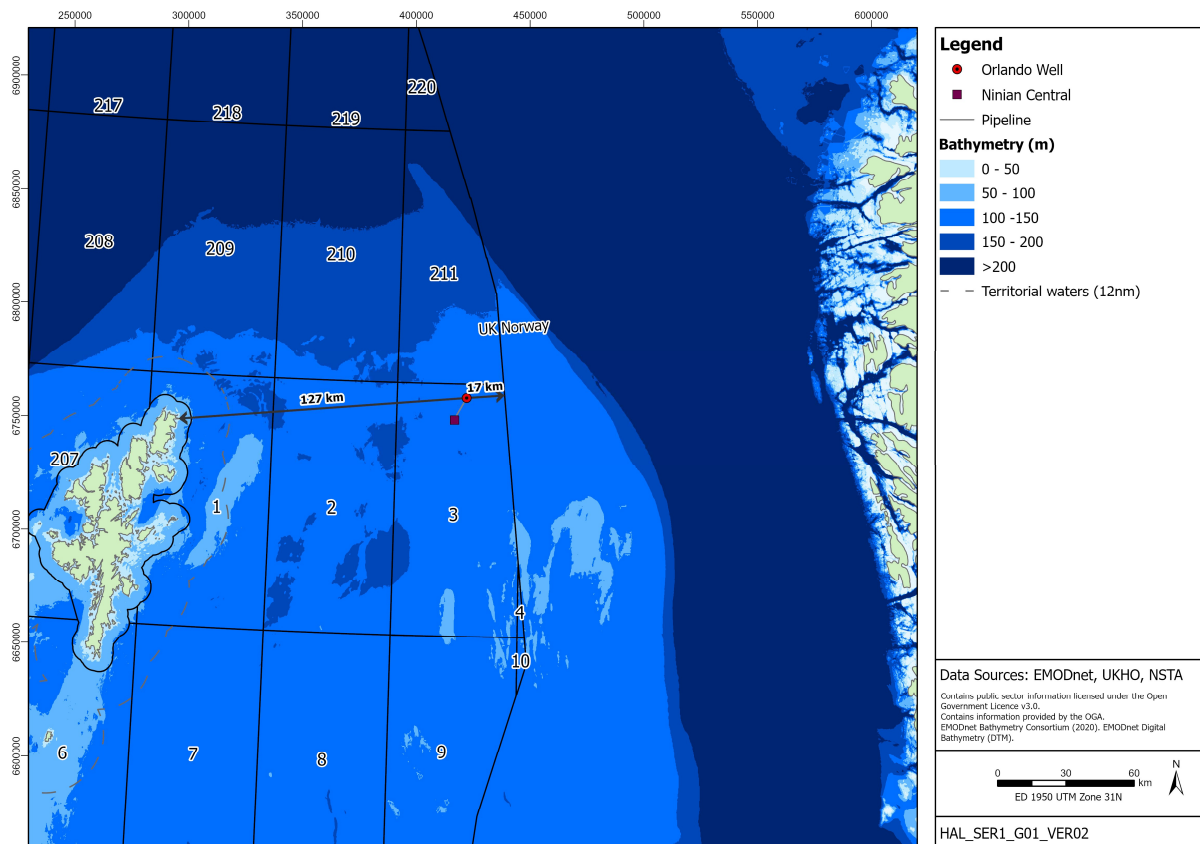 250000 300000 350000 400000 450000 500000 550000 600000
6900000
6850000
6800000
6750000
6700000
6650000
6600000
220
217
218
219
208
209
210
211
UK Norway
17 km
127 km
207
1
2
3
4
10
6
7
8
9
Legend
Orlando Well
Ninian Central
Pipeline
Bathymetry (m)
0 - 50
50 - 100
100 -150
150 - 200
>200
Territorial waters (12nm)
Data Sources: EMODnet, UKHO, NSTA
Contains public sector information licensed under the Open
Government Licence v3.0.
Contains information provided by the OGA.
EMODnet Bathymetry Consortium (2020). EMODnet Digital
Bathymetry (DTM).
0 30 60
km
N
ED 1950 UTM Zone 31N
HAL_SER1_G01_VER02